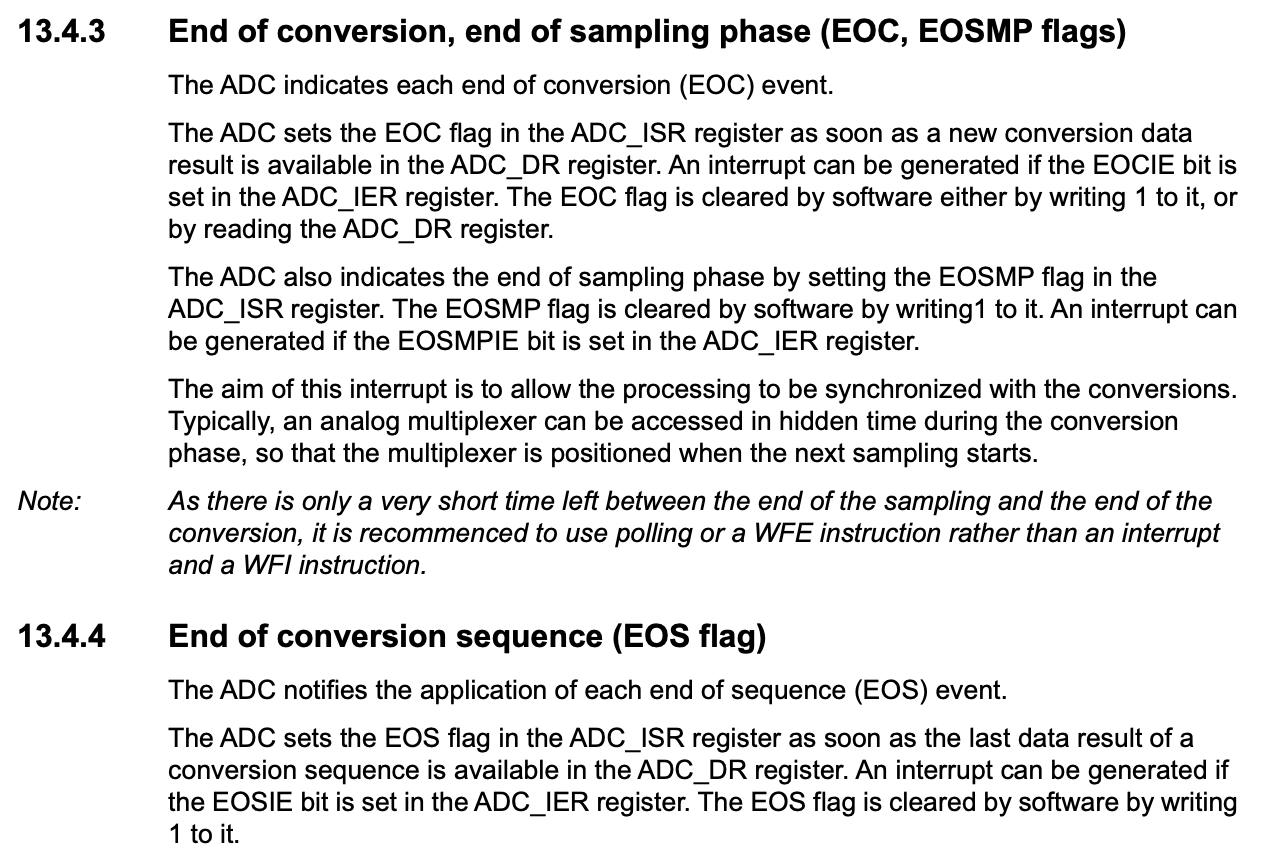 13.4.3 End of conversion, end of sampling phase (EOC, EOSMP flags)
The ADC indicates each end of conversion (EOC) event.
The ADC sets the EOC flag in the ADC_ISR register as soon as a new conversion data
result is available in the ADC_DR register. An interrupt can be generated if the EOCIE bit is
set in the ADC_IER register. The EOC flag is cleared by software either by writing 1 to it, or
by reading the ADC_DR register.
The ADC also indicates the end of sampling phase by setting the EOSMP flag in the
ADC_ISR register. The EOSMP flag is cleared by software by writing1 to it. An interrupt can
be generated if the EOSMPIE bit is set in the ADC_IER register.
The aim of this interrupt is to allow the processing to be synchronized with the conversions.
Typically, an analog multiplexer can be accessed in hidden time during the conversion
phase, so that the multiplexer is positioned when the next sampling starts.
Note: As there is only a very short time left between the end of the sampling and the end of the
conversion, it is recommenced to use polling or a WFE instruction rather than an interrupt
and a WFI instruction.
13.4.4 End of conversion sequence (EOS flag)
The ADC notifies the application of each end of sequence (EOS) event.
The ADC sets the EOS flag in the ADC_ISR register as soon as the last data result of a
conversion sequence is available in the ADC_DR register. An interrupt can be generated if
the EOSIE bit is set in the ADC_IER register. The EOS flag is cleared by software by writing
1 to it.